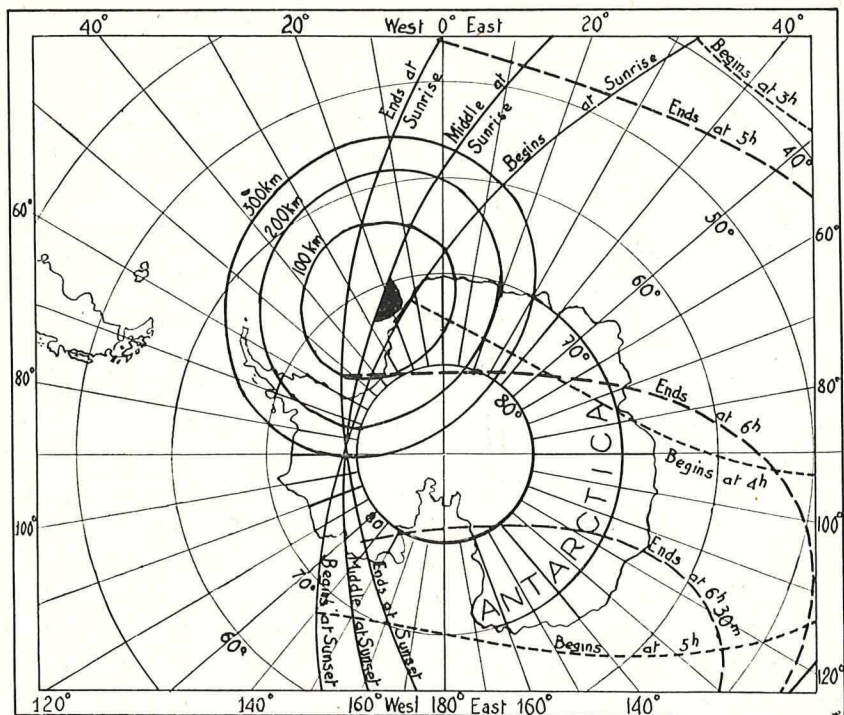 40° 20° West 0° East 20° 40°
Ends at Sunrise
Middle at Sunrise
Begins at Sunrise
Begins at 3h
Ends at 5h
40°
50°
60°
60°
300km
200km
100km
60°
70°
80°
80°
80°
Ends at 6h
Begins at 4h
ANTARCTICA
100°
100°
80°
70°
60°
Ends at 6h 30m
Begins at 5h
Begins at Sunset
Middle at Sunset
Ends at Sunset
120°
120° 140° 160° West 180° East 160° 140°